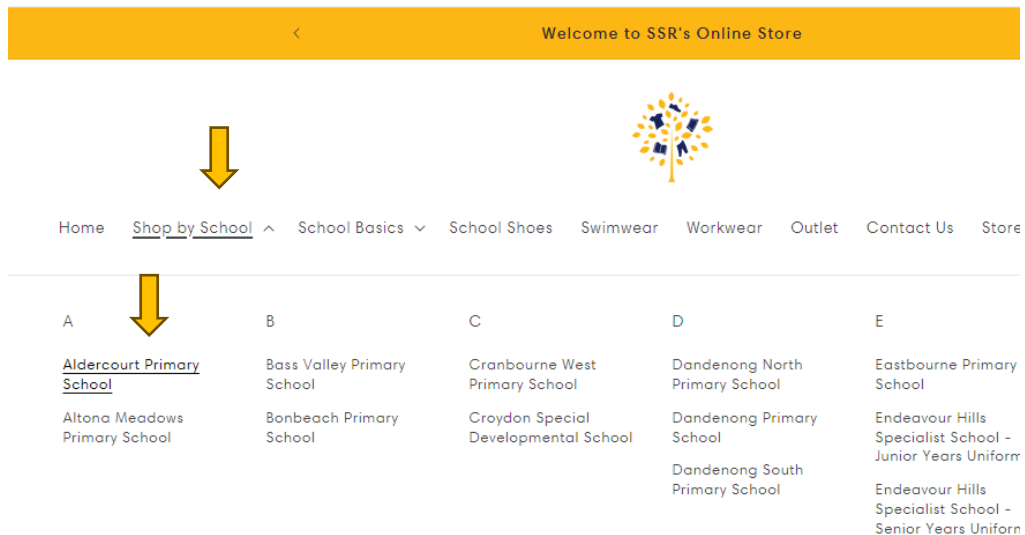 Welcome to SSR's Online Store
Home Shop by School School Basics School Shoes Swimwear Workwear Outlet Contact Us Store
A
Aldercourt Primary
School
Altona Meadows
Primary School
B
Bass Valley Primary
School
Bonbeach Primary
School
C
Cranbourne West
Primary School
Croydon Special
Developmental School
D
Dandenong North
Primary School
Dandenong Primary
School
Dandenong South
Primary School
E
Eastbourne Primary
School
Endeavour Hills
Specialist School -
Junior Years Uniform
Endeavour Hills
Specialist School -
Senior Years Uniform